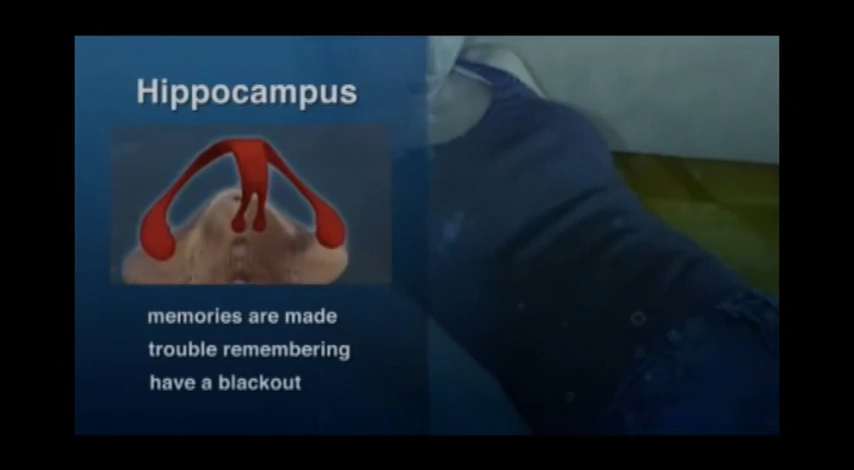 Hippocampus
memories are made
trouble remembering
have a blackout